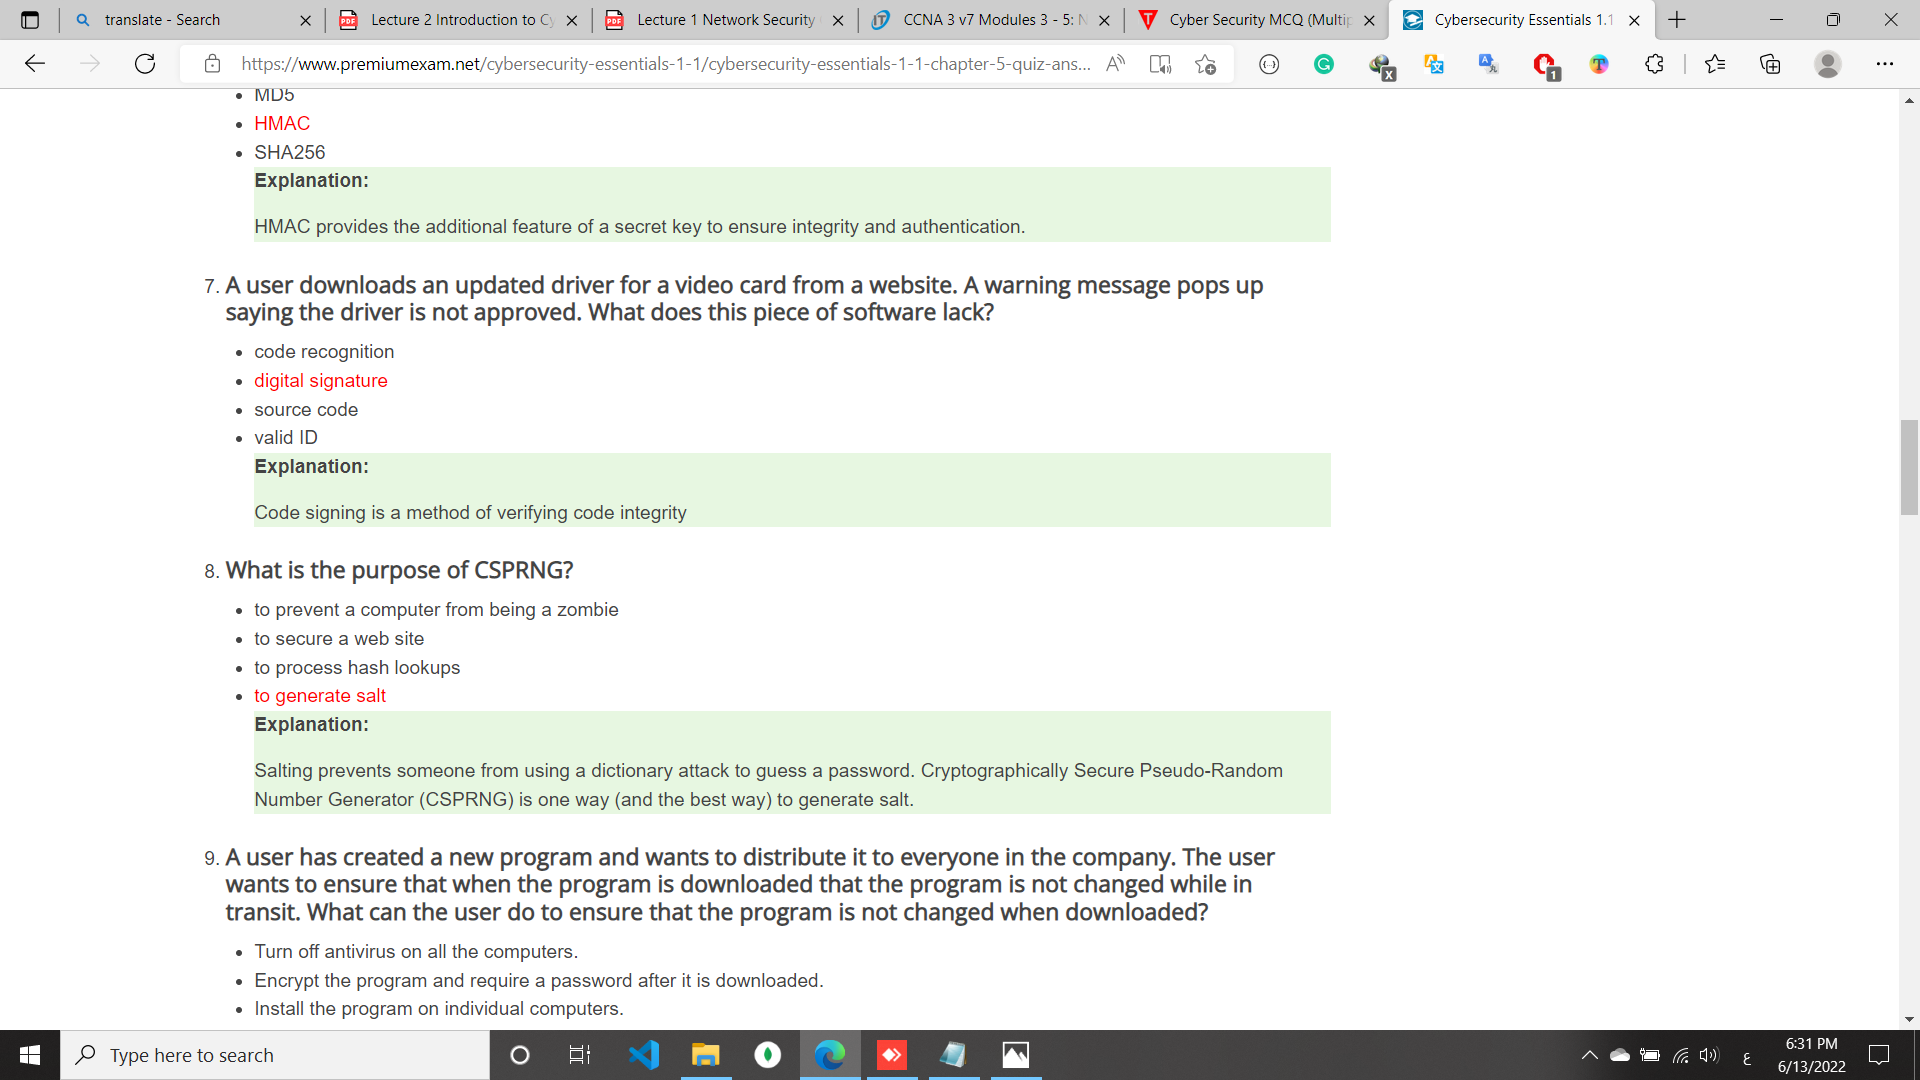 translate - Search
Lecture 2 Introduction to Cy
Lecture 1 Network Security
CCNA 3 v7 Modules 3 - 5: N
Cyber Security MCQ (Multip
Cybersecurity Essentials 1.1
https://www.premiumexam.net/cybersecurity-essentials-1-1/cybersecurity-essentials-1-1-chapter-5-quiz-ans...
• MD5
• HMAC
• SHA256
Explanation:
HMAC provides the additional feature of a secret key to ensure integrity and authentication.
7. A user downloads an updated driver for a video card from a website. A warning message pops up
saying the driver is not approved. What does this piece of software lack?
• code recognition
• digital signature
• source code
• valid ID
Explanation:
Code signing is a method of verifying code integrity
8. What is the purpose of CSPRNG?
• to prevent a computer from being a zombie
• to secure a web site
• to process hash lookups
• to generate salt
Explanation:
Salting prevents someone from using a dictionary attack to guess a password. Cryptographically Secure Pseudo-Random
Number Generator (CSPRNG) is one way (and the best way) to generate salt.
9. A user has created a new program and wants to distribute it to everyone in the company. The user
wants to ensure that when the program is downloaded that the program is not changed while in
transit. What can the user do to ensure that the program is not changed when downloaded?
• Turn off antivirus on all the computers.
• Encrypt the program and require a password after it is downloaded.
• Install the program on individual computers.
Type here to search
ع
6:31 PM
6/13/2022